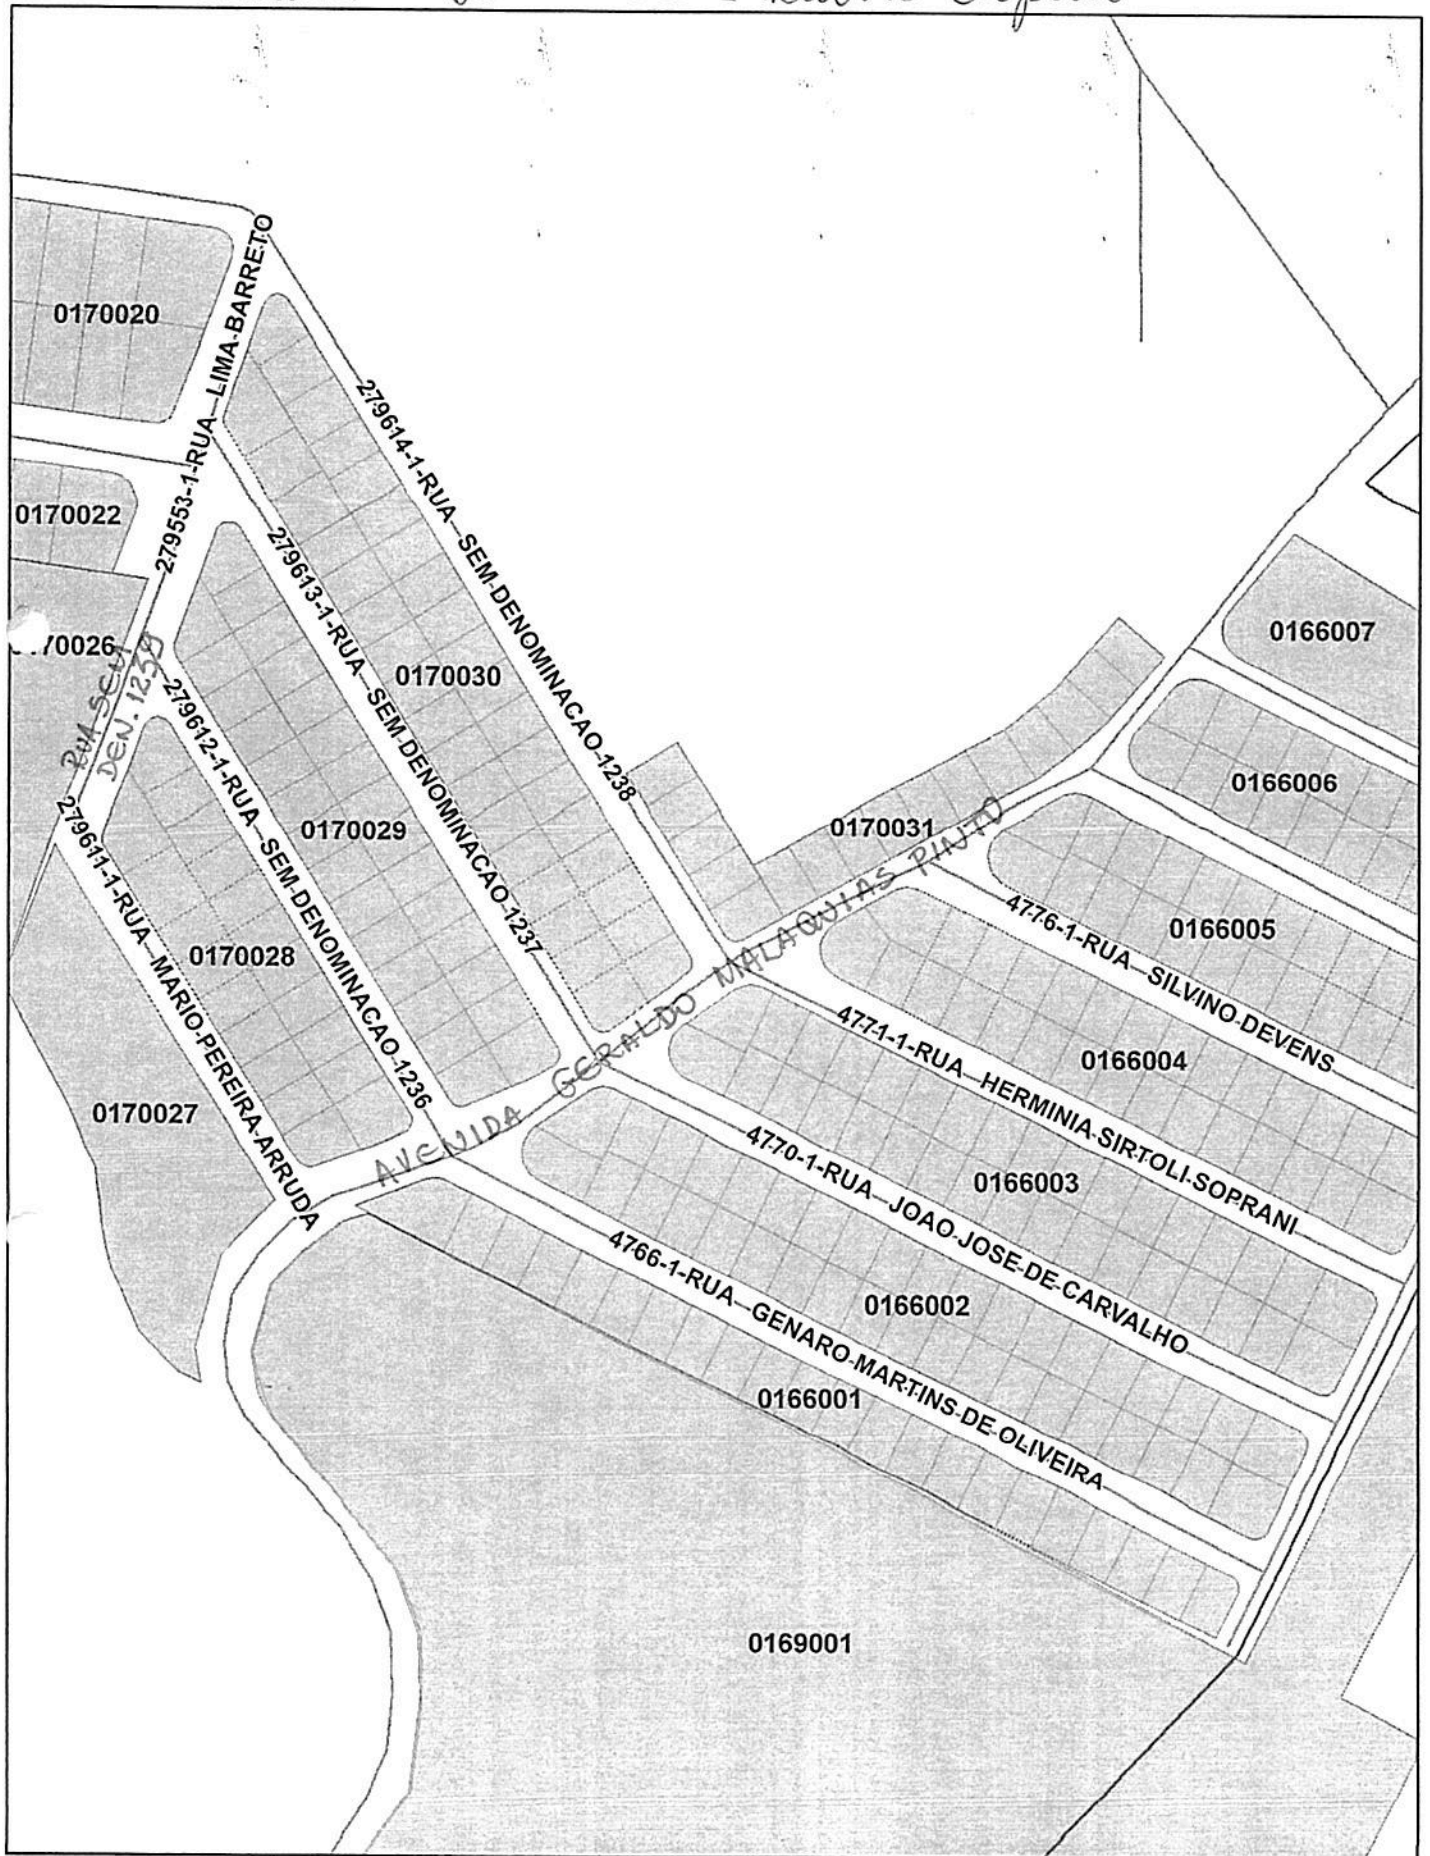 0170020
279553-1-RUA--LIMA-BARRETO
279614-1-RUA--SEM-DENOMINACAO-1238
0170022
279613-1-RUA--SEM-DENOMINACAO-1237
0166007
70026
RUA SEM
DEN. 1239
0170030
279612-1-RUA--SEM-DENOMINACAO-1236
0166006
279611-1-RUA--MARIO-PEREIRA-ARRUDA
0170029
0170031
AVENIDA GERALDO MALAQUIAS PINTO
0166005
4776-1-RUA--SILVINO-DEVENS
0170028
0166004
4771-1-RUA--HERMINIA-SIRTOLI-SOPRANI
0170027
0166003
4770-1-RUA--JOAO-JOSE-DE-CARVALHO
0166002
4766-1-RUA--GENARO-MARTINS-DE-OLIVEIRA
0166001
0169001